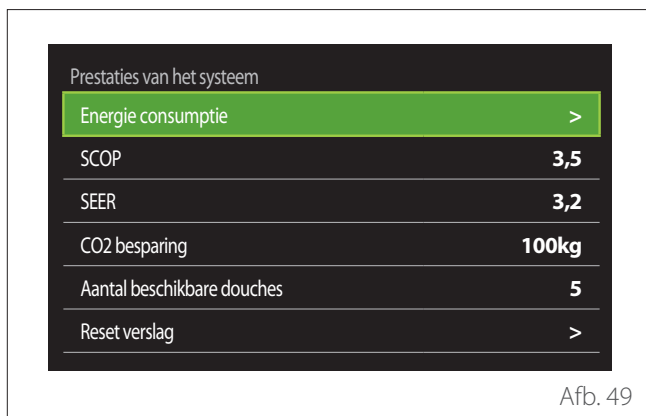 Prestaties van het systeem
Energie consumptie >
SCOP 3,5
SEER 3,2
CO2 besparing 100kg
Aantal beschikbare douches 5
Reset verslag >
Afb. 49